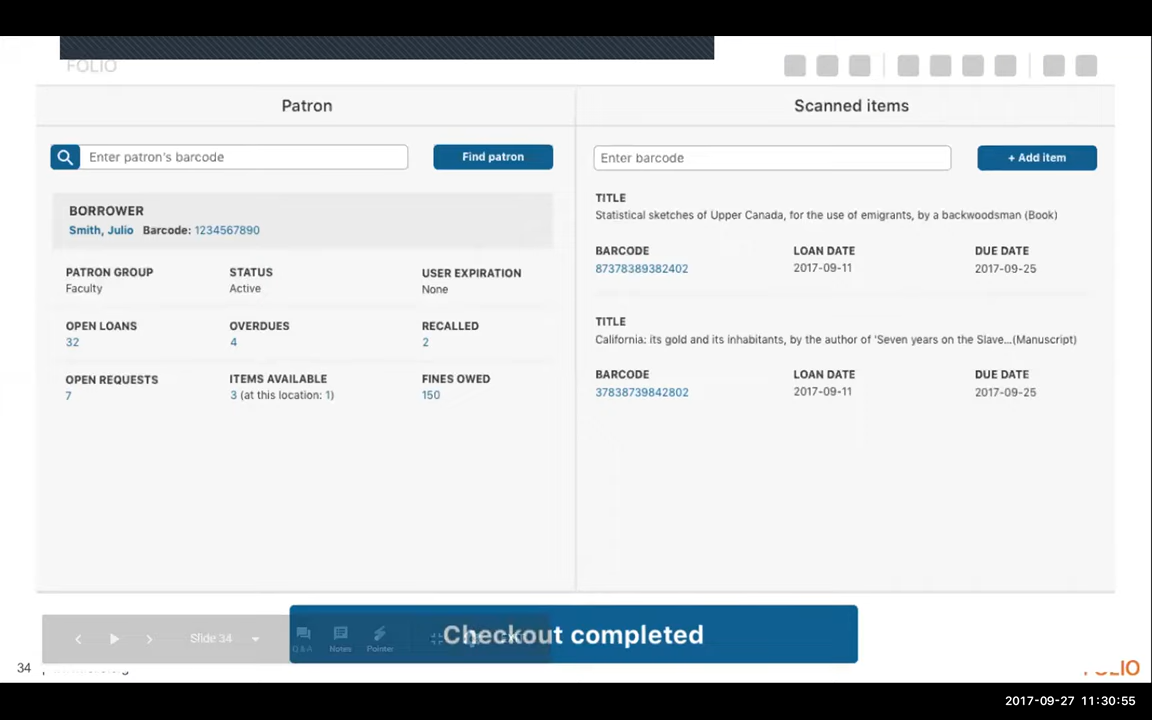 FOLIO
Patron
Scanned items
Enter patron's barcode
Find patron
Enter barcode
+ Add item
BORROWER
Smith, Julio Barcode: 1234567890
PATRON GROUP STATUS USER EXPIRATION
Faculty Active None
OPEN LOANS OVERDUES RECALLED
32 4 2
OPEN REQUESTS ITEMS AVAILABLE FINES OWED
7 3 (at this location: 1) 150
TITLE
Statistical sketches of Upper Canada, for the use of emigrants, by a backwoodsman (Book)
BARCODE LOAN DATE DUE DATE
87378389382402 2017-09-11 2017-09-25
TITLE
California: its gold and its inhabitants, by the author of 'Seven years on the Slave...(Manuscript)
BARCODE LOAN DATE DUE DATE
37838739842802 2017-09-11 2017-09-25
Checkout completed
Slide 34
Q&A Notes Pointer
34
FOLIO
2017-09-27 11:30:55